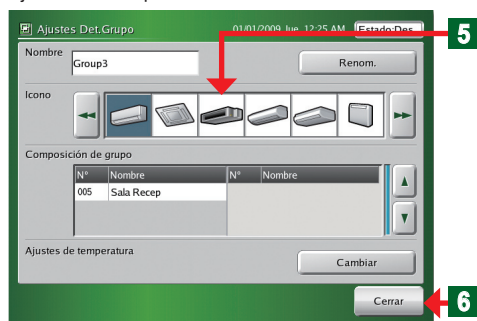 Ajustes Det.Grupo 01/01/2009 Jue 12:25 AM Estado:Des.
5
Nombre
Group3
Renom.
Icono
Composición de grupo
N° Nombre N° Nombre
005 Sala Recep
Ajustes de temperatura
Cambiar
Cerrar
6